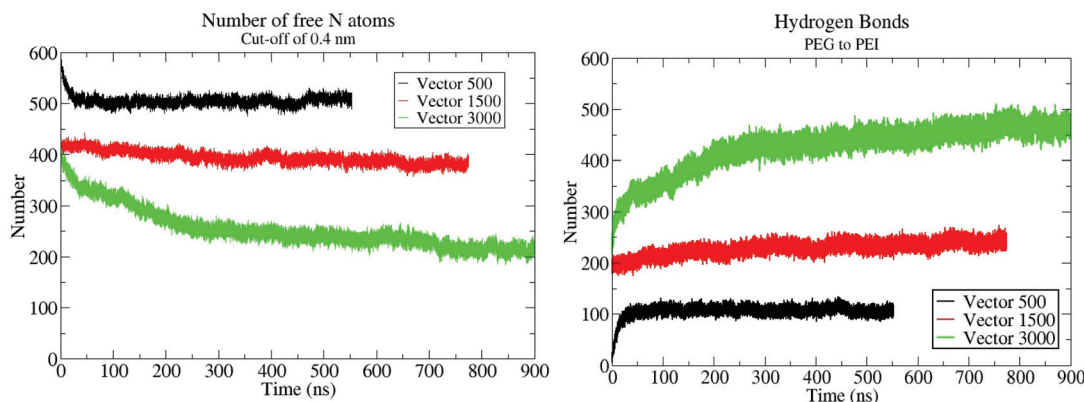 Number of free N atoms
Cut-off of 0.4 nm
600
500
400
300
200
100
0
Number
Vector 500
Vector 1500
Vector 3000
0 100 200 300 400 500 600 700 800 900
Time (ns)
Hydrogen Bonds
PEG to PEI
600
500
400
300
200
100
0
Number
Vector 500
Vector 1500
Vector 3000
0 100 200 300 400 500 600 700 800 900
Time (ns)